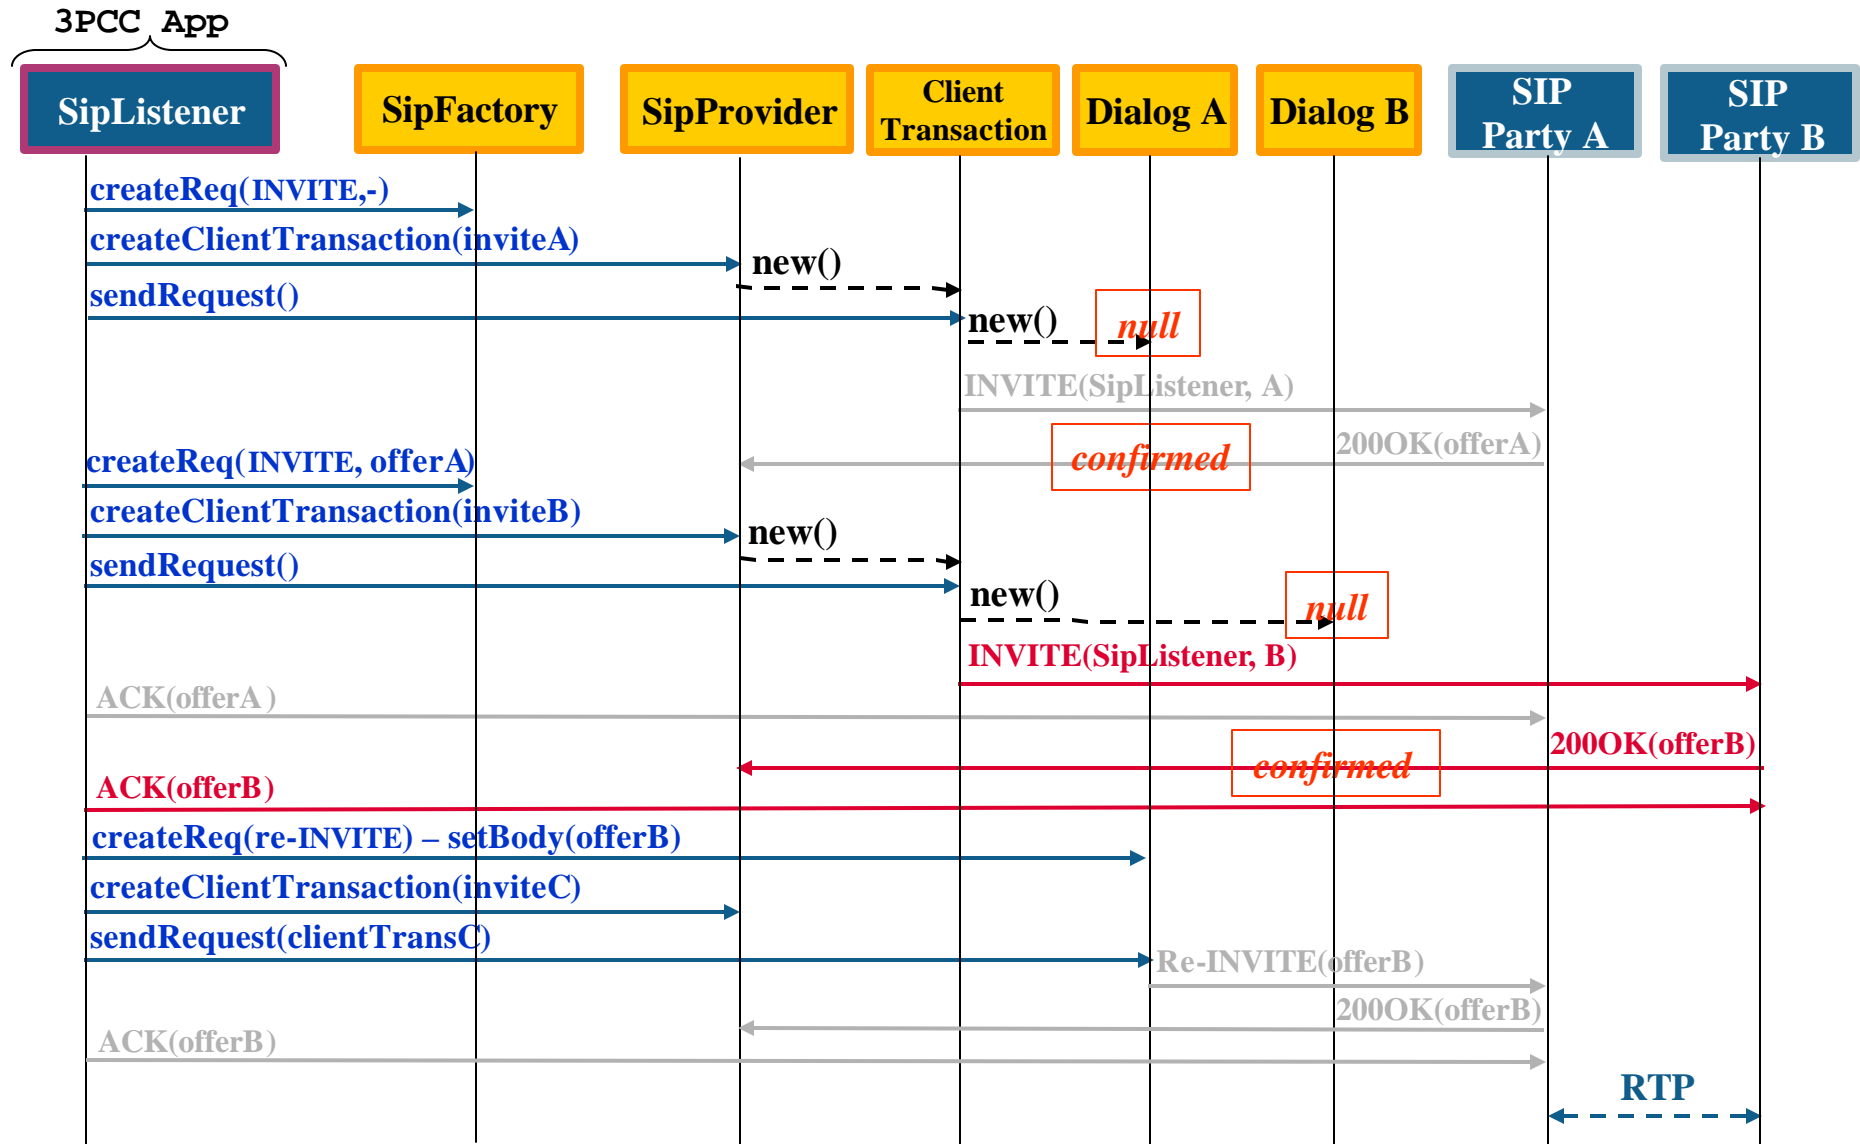 3PCC App
SipListener
SipFactory
SipProvider
Client
Transaction
Dialog A
Dialog B
SIP
Party A
SIP
Party B
createReq(INVITE,-)
createClientTransaction(inviteA)
new()
sendRequest()
new()
null
INVITE(SipListener, A)
200OK(offerA)
confirmed
createReq(INVITE, offerA)
createClientTransaction(inviteB)
new()
sendRequest()
new()
null
INVITE(SipListener, B)
ACK(offerA)
200OK(offerB)
confirmed
ACK(offerB)
createReq(re-INVITE) – setBody(offerB)
createClientTransaction(inviteC)
sendRequest(clientTransC)
Re-INVITE(offerB)
200OK(offerB)
ACK(offerB)
RTP